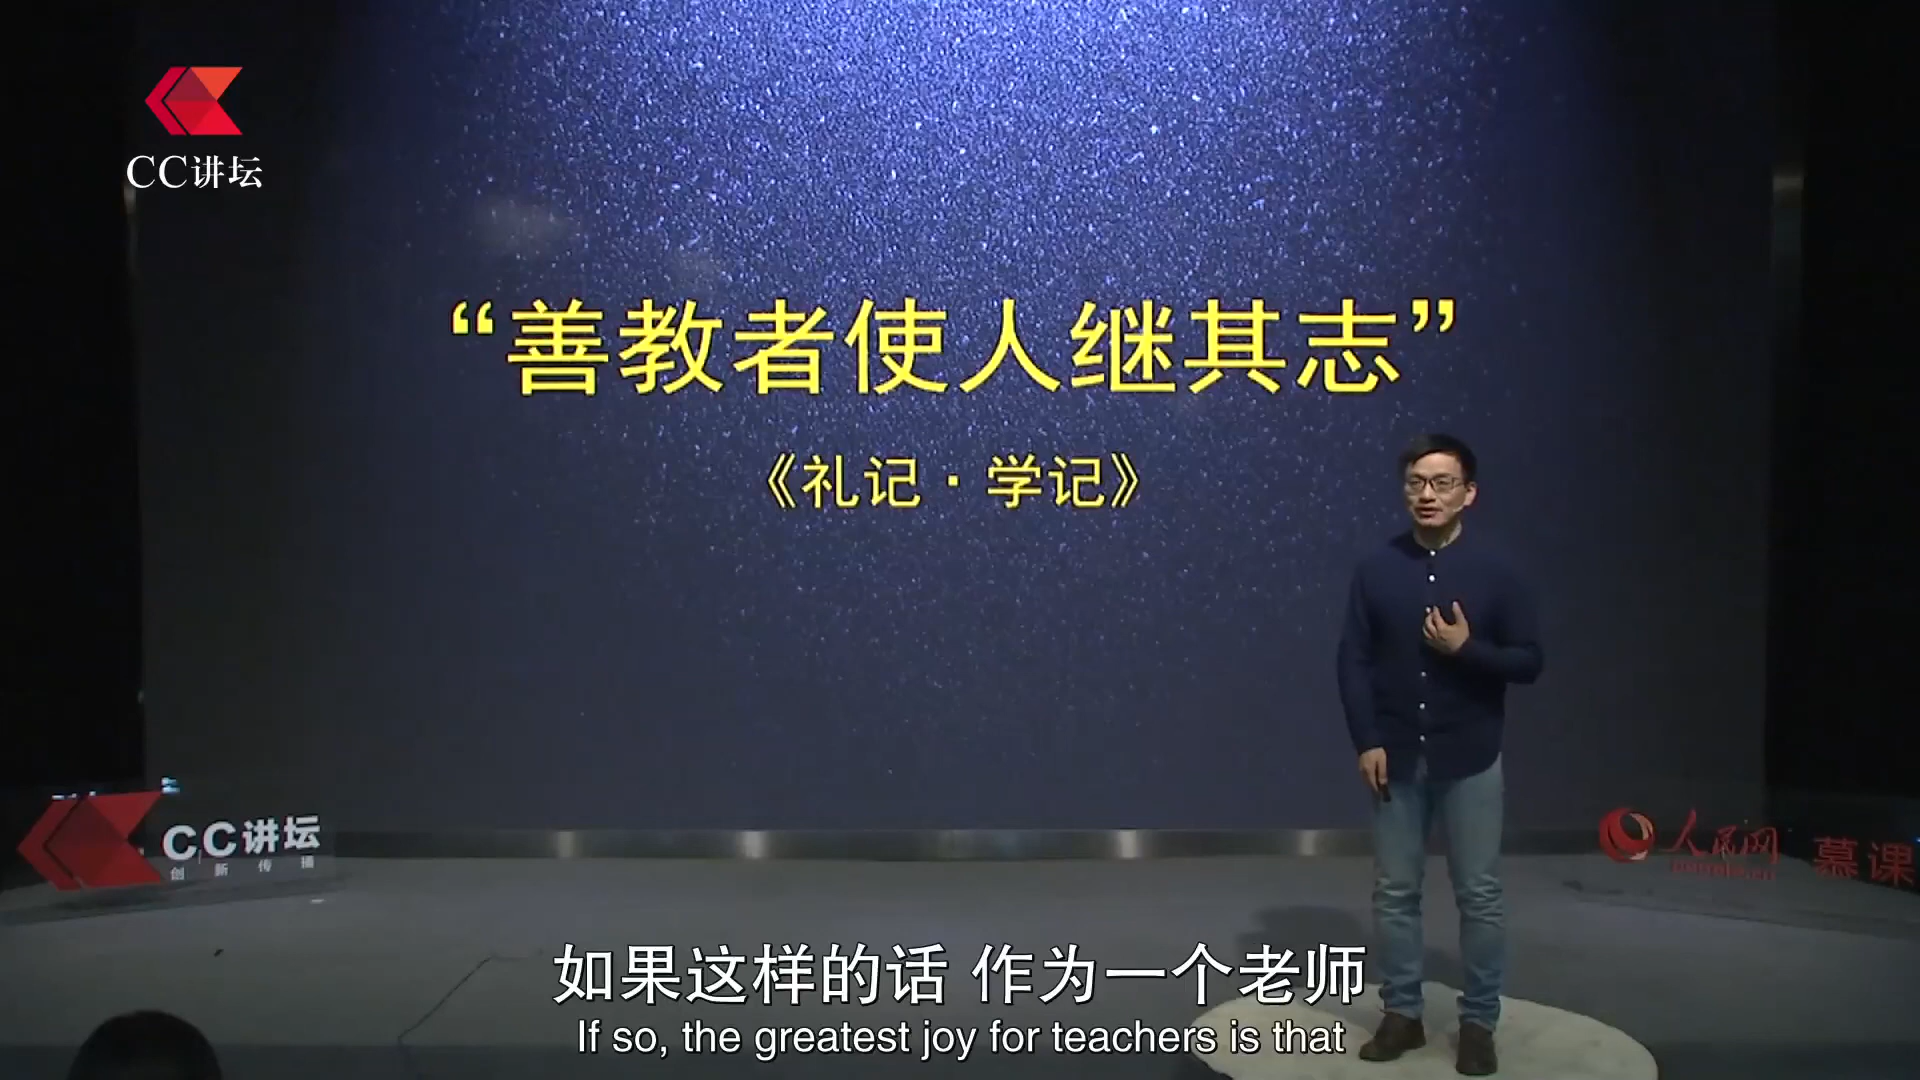 CC讲坛
“善教者使人继其志”
《礼记·学记》
CC讲坛
创新传播
人民网
慕课
如果这样的话 作为一个老师
If so, the greatest joy for teachers is that